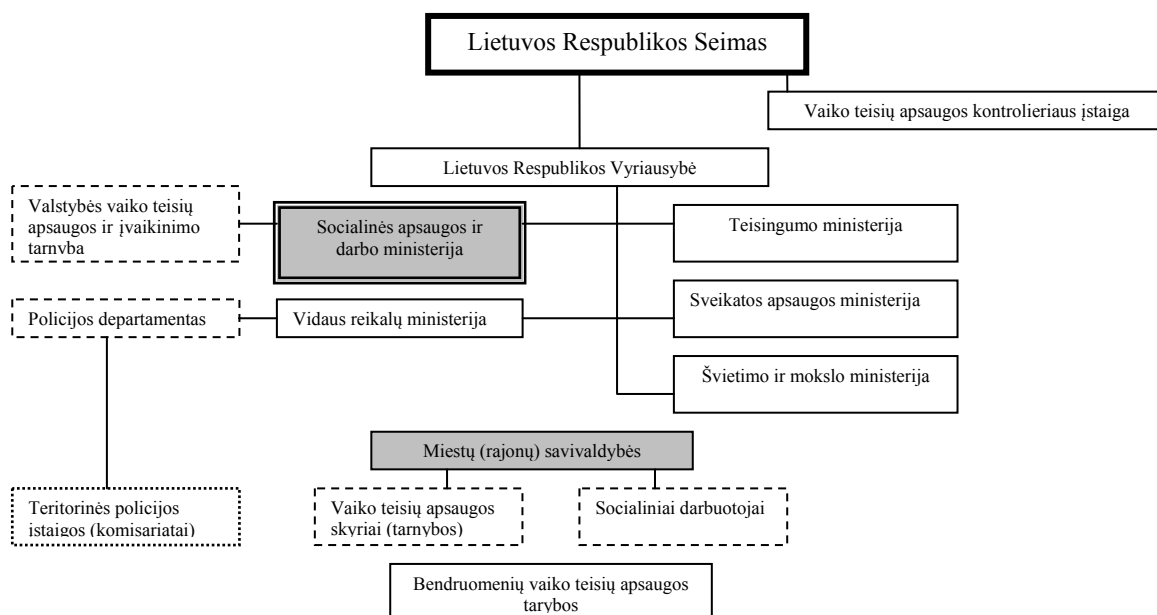 Lietuvos Respublikos Seimas
Vaiko teisių apsaugos kontrolieriaus įstaiga
Lietuvos Respublikos Vyriausybė
Valstybės vaiko teisių
apsaugos ir įvaikinimo
tarnyba
Socialinės apsaugos ir
darbo ministerija
Teisingumo ministerija
Policijos departamentas
Vidaus reikalų ministerija
Sveikatos apsaugos ministerija
Švietimo ir mokslo ministerija
Miestų (rajonų) savivaldybės
Teritorinės policijos
įstaigos (komisariatai)
Vaiko teisių apsaugos
skyriai (tarnybos)
Socialiniai darbuotojai
Bendruomenių vaiko teisių apsaugos
tarybos